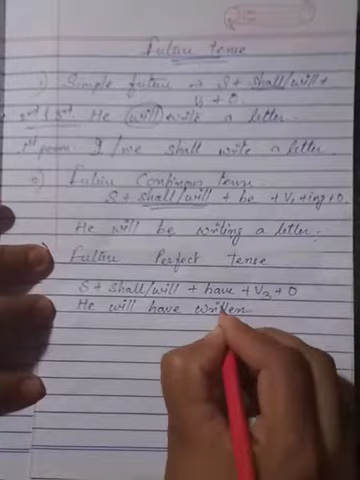 Future tense
1) Simple future → S + shall/will +
V1 + O.
2nd & 3rd. He will write a letter.
1st person. I/we shall write a letter.
2) Future Continuous tense.
S + shall/will + be + V1 + ing + O.
He will be writing a letter.
Future Perfect Tense
S + shall/will + have + V3 + O
He will have written